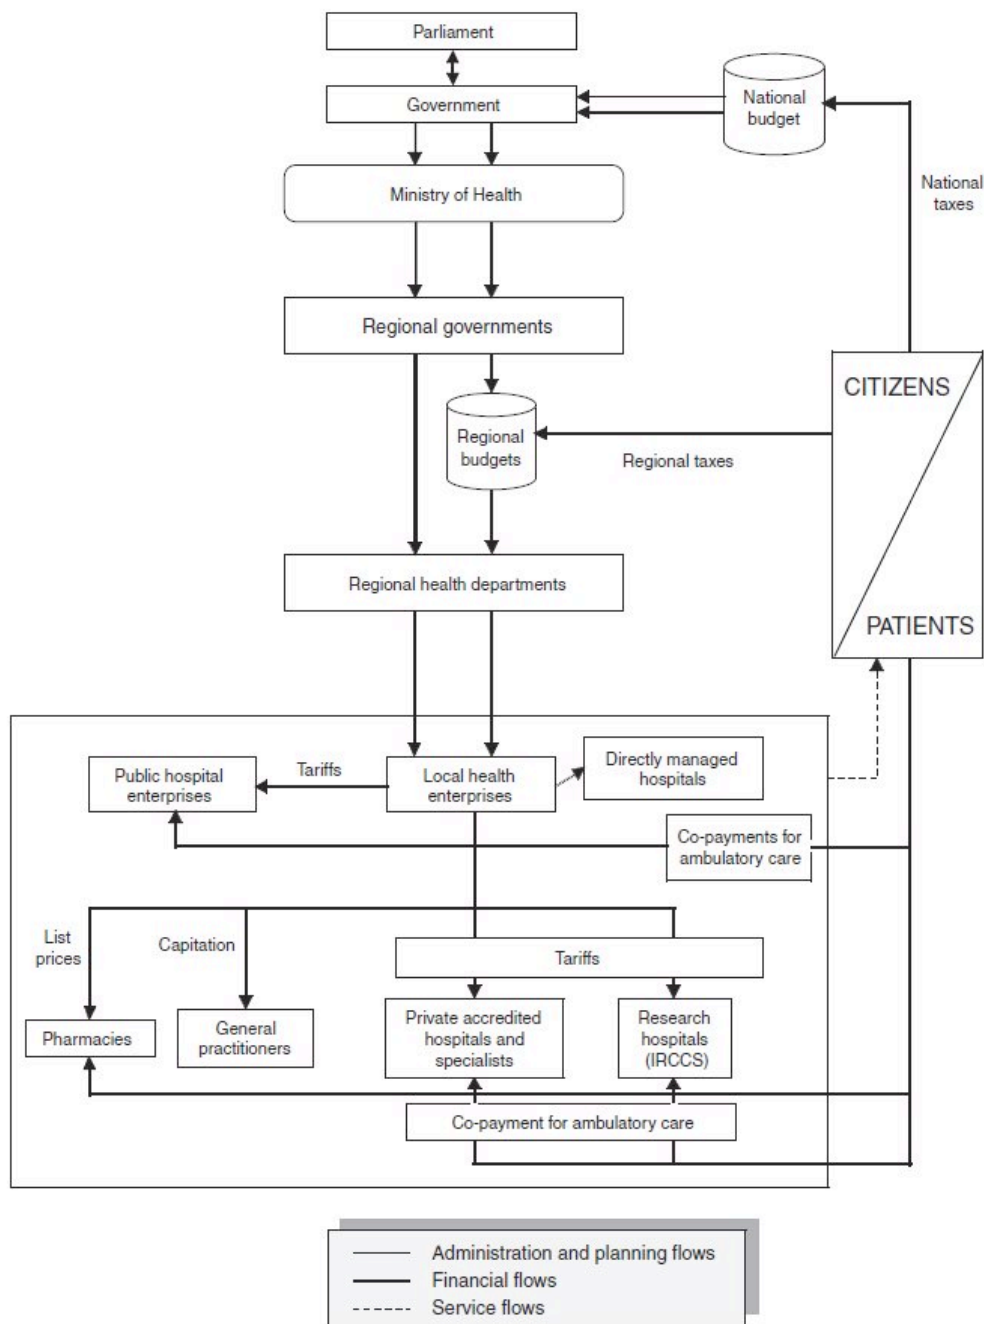 Parliament
Government
National
budget
National
taxes
Ministry of Health
Regional governments
CITIZENS
Regional
budgets
Regional taxes
Regional health departments
PATIENTS
Public hospital
enterprises
Tariffs
Local health
enterprises
Directly managed
hospitals
Co-payments for
ambulatory care
List
prices
Capitation
Tariffs
Pharmacies
General
practitioners
Private accredited
hospitals and
specialists
Research
hospitals
(IRCCS)
Co-payment for ambulatory care
Administration and planning flows
Financial flows
Service flows